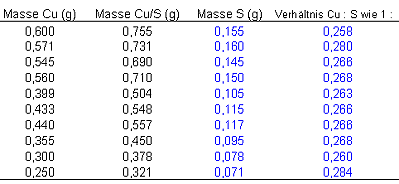 Masse Cu (g) Masse Cu/S (g) Masse S (g) Verhältnis Cu : S wie 1 :
0,600 0,755 0,155 0,258
0,571 0,731 0,160 0,280
0,545 0,690 0,145 0,266
0,560 0,710 0,150 0,268
0,399 0,504 0,105 0,263
0,433 0,548 0,115 0,266
0,440 0,557 0,117 0,266
0,355 0,450 0,095 0,268
0,300 0,378 0,078 0,260
0,250 0,321 0,071 0,284